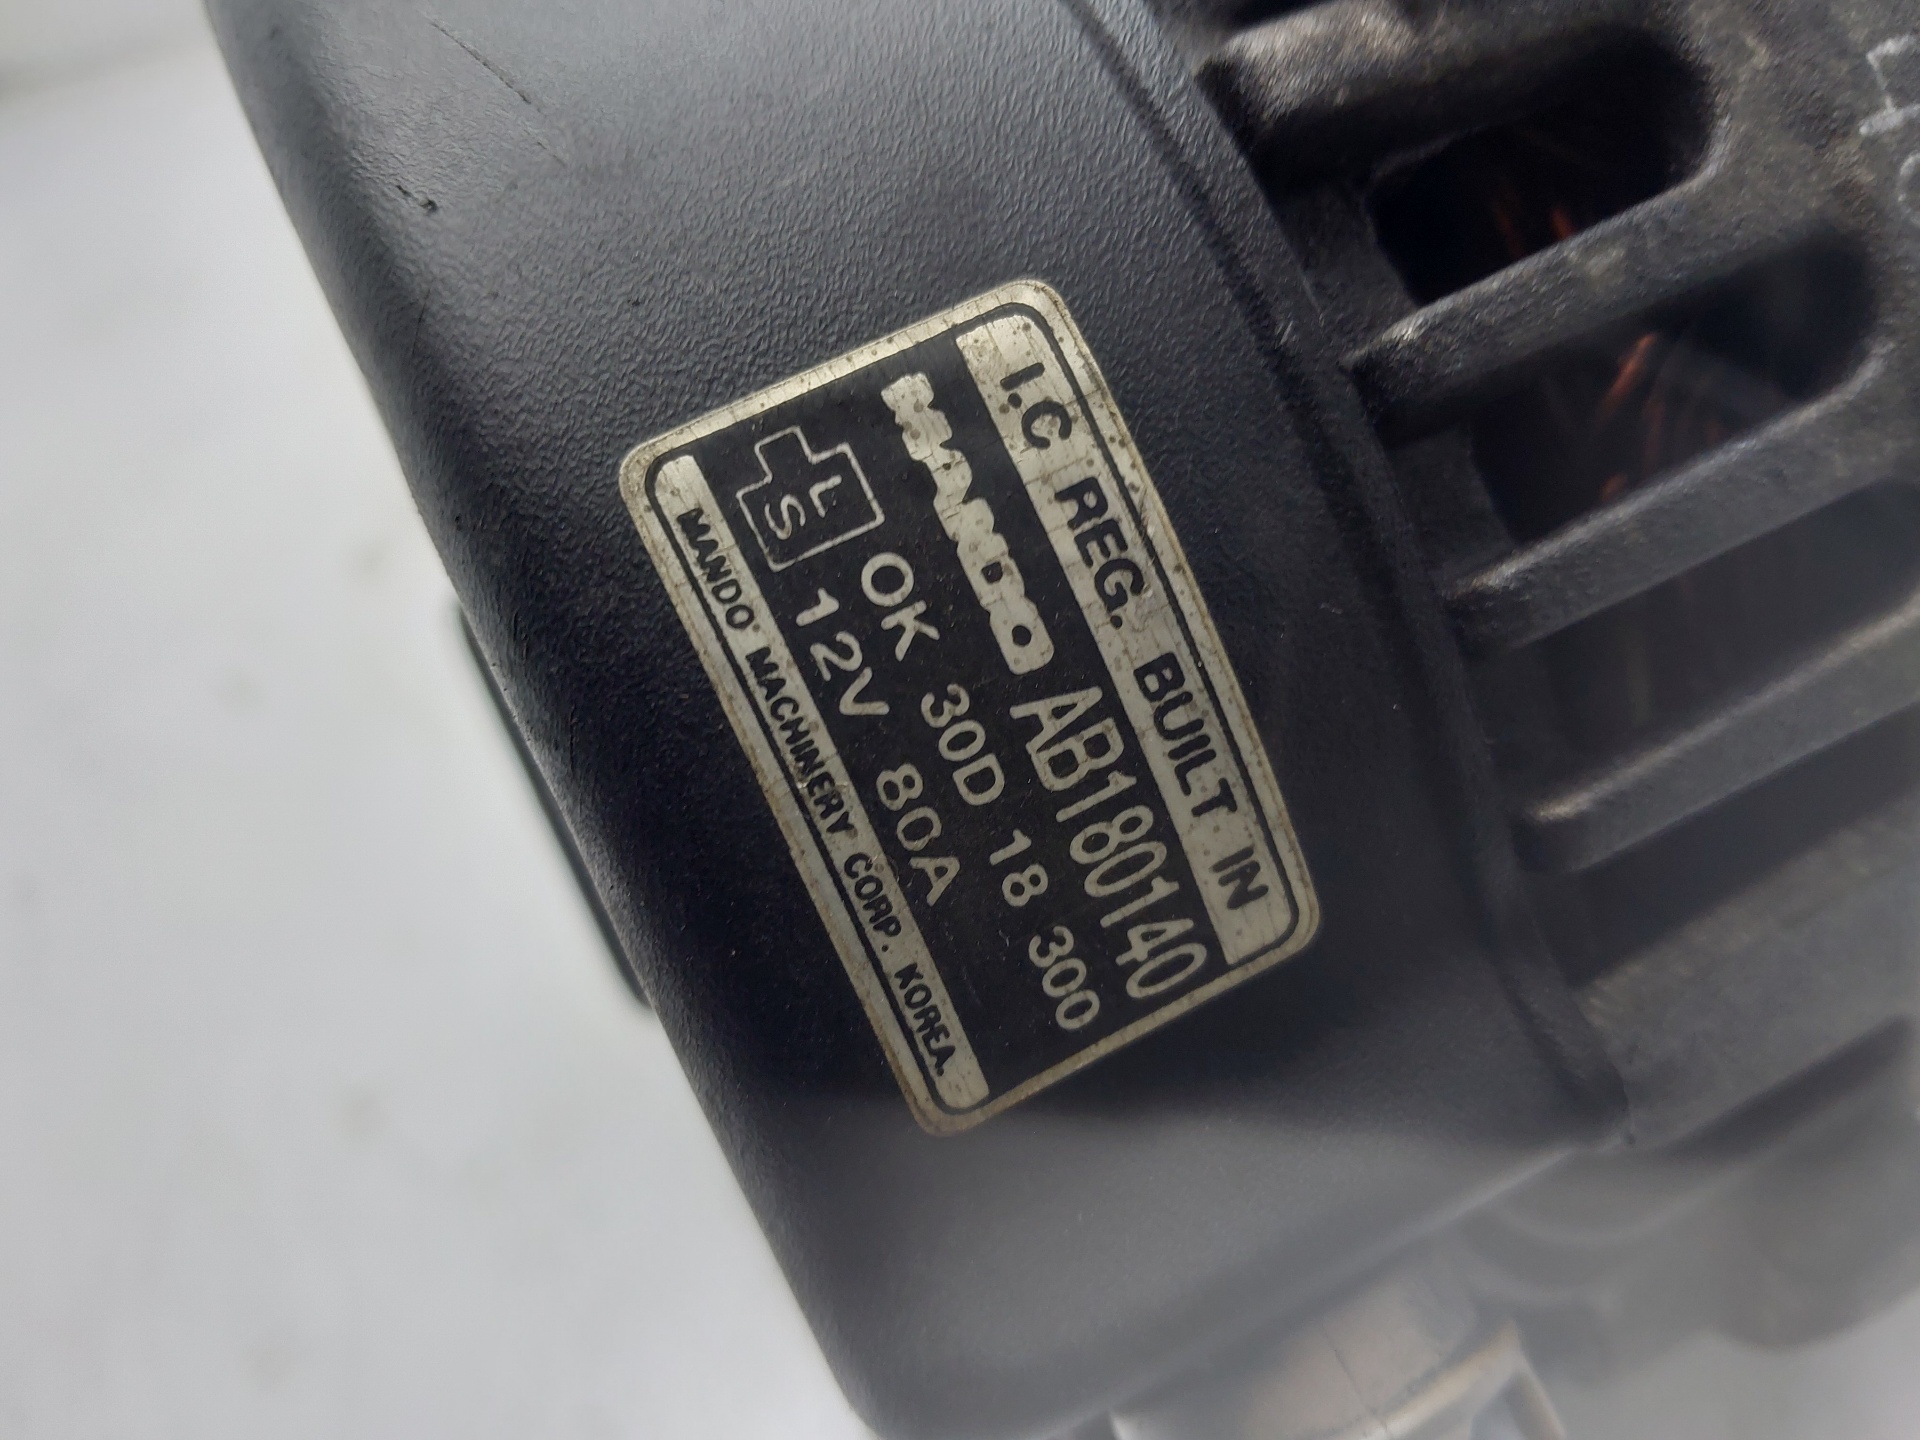 I.C REG. BUILT IN
MANDO AB180140
L
S
OK 30D 18 300
12V 80A
MANDO MACHINERY CORP. KOREA.